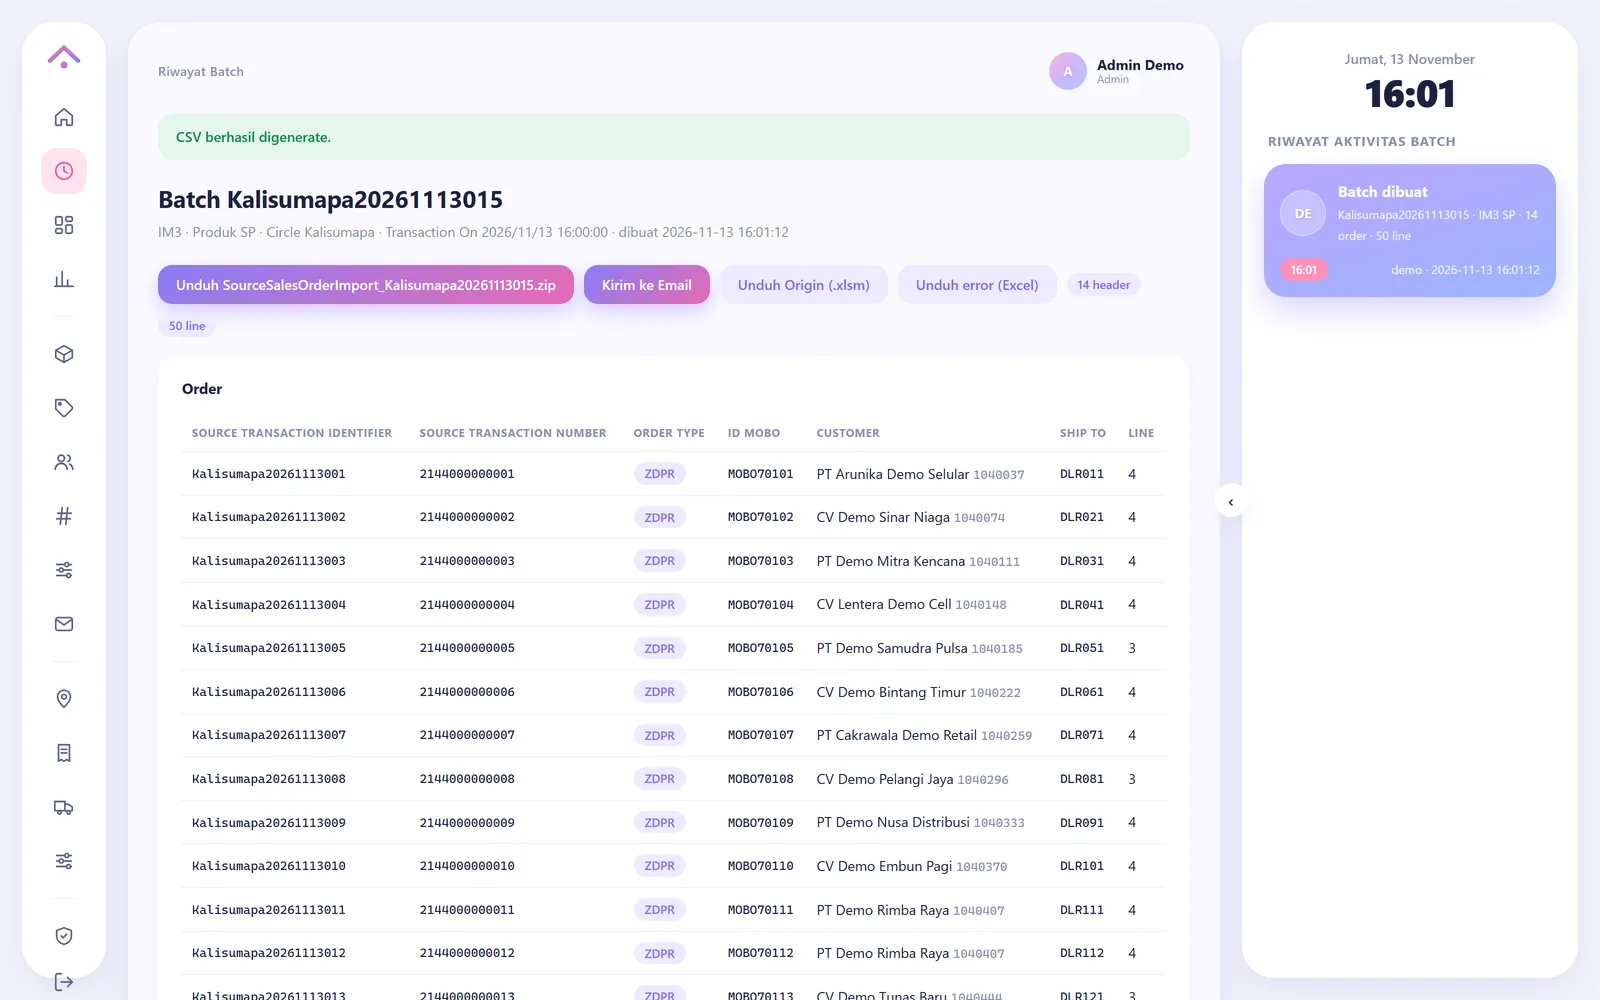 Riwayat Batch
A
Admin Demo
Admin
CSV berhasil digenerate.
Batch Kalisumapa20261113015
IM3 · Produk SP · Circle Kalisumapa · Transaction On 2026/11/13 16:00:00 · dibuat 2026-11-13 16:01:12
Unduh SourceSalesOrderImport_Kalisumapa20261113015.zip
Kirim ke Email
Unduh Origin (.xlsm)
Unduh error (Excel)
14 header
50 line
Order
SOURCE TRANSACTION IDENTIFIER SOURCE TRANSACTION NUMBER ORDER TYPE ID MOBO CUSTOMER SHIP TO LINE
Kalisumapa20261113001 2144000000001 ZDPR MOBO70101 PT Arunika Demo Selular 1040037 DLR011 4
Kalisumapa20261113002 2144000000002 ZDPR MOBO70102 CV Demo Sinar Niaga 1040074 DLR021 4
Kalisumapa20261113003 2144000000003 ZDPR MOBO70103 PT Demo Mitra Kencana 1040111 DLR031 4
Kalisumapa20261113004 2144000000004 ZDPR MOBO70104 CV Lentera Demo Cell 1040148 DLR041 4
Kalisumapa20261113005 2144000000005 ZDPR MOBO70105 PT Demo Samudra Pulsa 1040185 DLR051 3
Kalisumapa20261113006 2144000000006 ZDPR MOBO70106 CV Demo Bintang Timur 1040222 DLR061 4
Kalisumapa20261113007 2144000000007 ZDPR MOBO70107 PT Cakrawala Demo Retail 1040259 DLR071 4
Kalisumapa20261113008 2144000000008 ZDPR MOBO70108 CV Demo Pelangi Jaya 1040296 DLR081 3
Kalisumapa20261113009 2144000000009 ZDPR MOBO70109 PT Demo Nusa Distribusi 1040333 DLR091 4
Kalisumapa20261113010 2144000000010 ZDPR MOBO70110 CV Demo Embun Pagi 1040370 DLR101 4
Kalisumapa20261113011 2144000000011 ZDPR MOBO70111 PT Demo Rimba Raya 1040407 DLR111 4
Kalisumapa20261113012 2144000000012 ZDPR MOBO70112 PT Demo Rimba Raya 1040407 DLR112 4
Kalisumapa20261113013 2144000000013 ZDPR MOBO70113 CV Demo Tunas Baru 1040444 DLR121 3
Jumat, 13 November
16:01
RIWAYAT AKTIVITAS BATCH
DE
Batch dibuat
Kalisumapa20261113015 · IM3 SP · 14
order · 50 line
16:01
demo · 2026-11-13 16:01:12